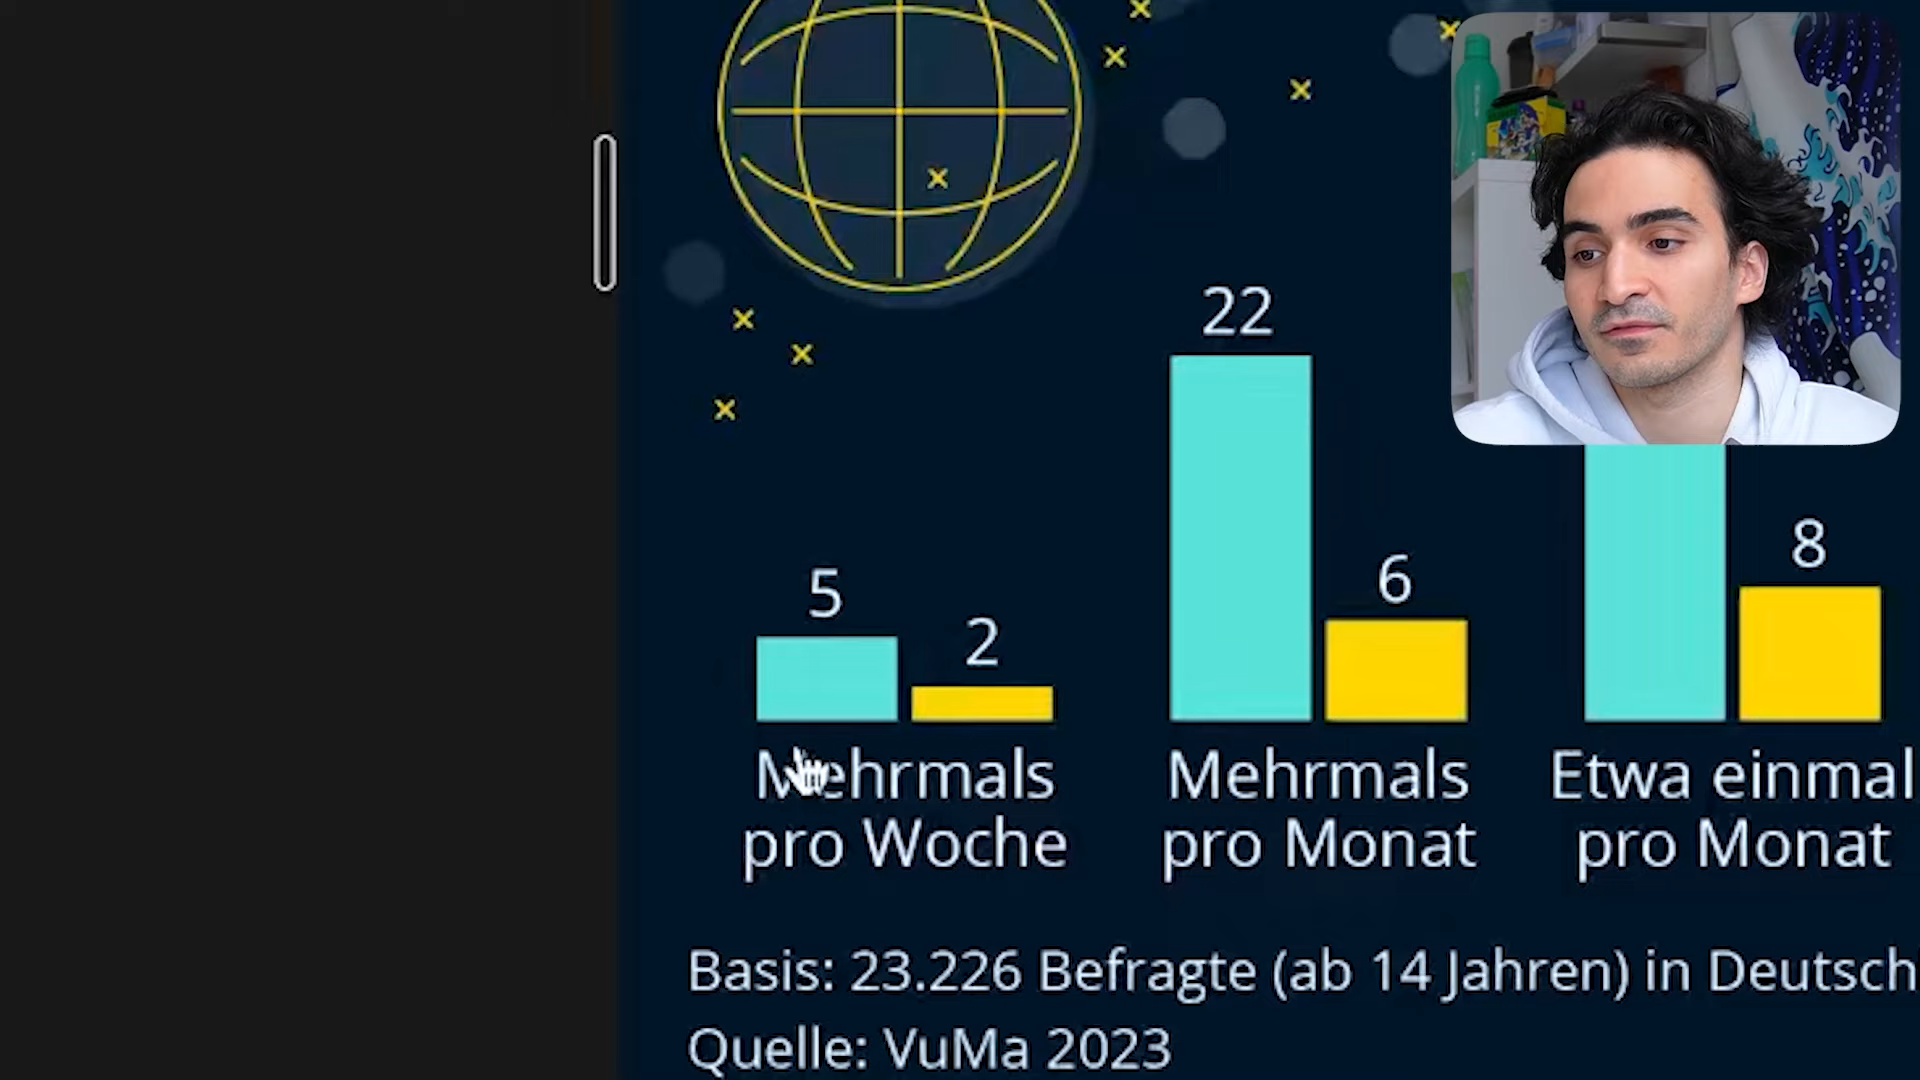 22
8
6
5
2
Mehrmals
pro Woche
Mehrmals
pro Monat
Etwa einmal
pro Monat
Basis: 23.226 Befragte (ab 14 Jahren) in Deutsch
Quelle: VuMa 2023